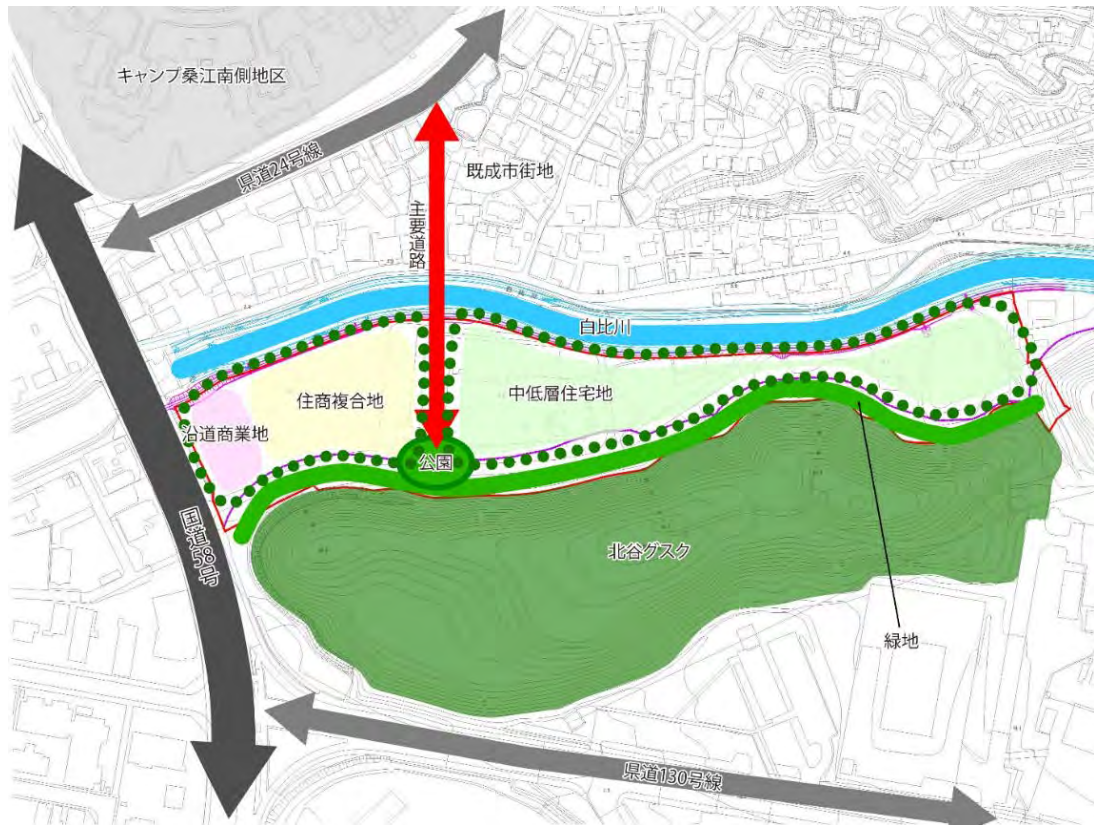 キャンプ桑江南側地区
県道24号線
既成市街地
主要道路
白比川
住商複合地
中低層住宅地
沿道商業地
公園
国道58号
北谷グスク
緑地
県道130号線